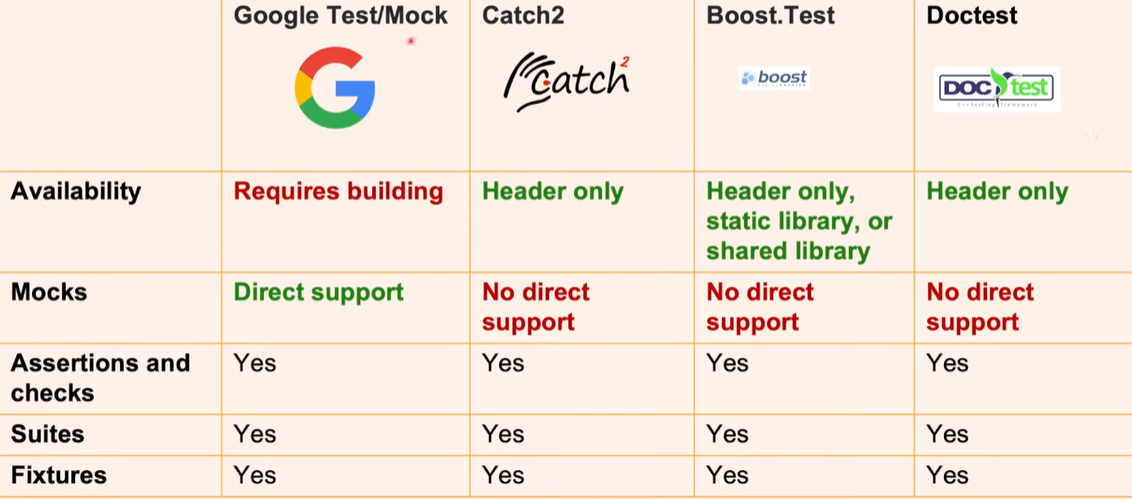 Google Test/Mock Catch2 Boost.Test Doctest
G Catch2 boost DOCtest
C++ testing framework
Availability Requires building Header only Header only, Header only
static library, or
shared library
Mocks Direct support No direct No direct No direct
support support support
Assertions and Yes Yes Yes Yes
checks
Suites Yes Yes Yes Yes
Fixtures Yes Yes Yes Yes